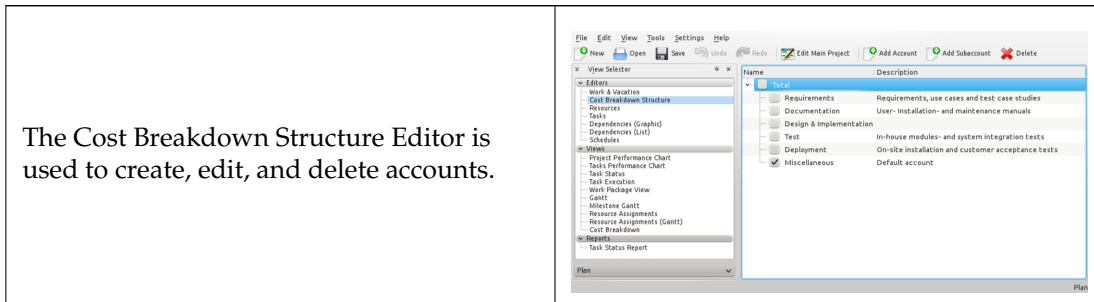 The Cost Breakdown Structure Editor is
used to create, edit, and delete accounts.
File Edit View Tools Settings Help
New Open Save Undo Redo Edit Main Project Add Account Add Subaccount Delete
View Selector
Editors
Work & Vacation
Cost Breakdown Structure
Resources
Tasks
Dependencies (Graphic)
Dependencies (List)
Schedules
Views
Project Performance Chart
Tasks Performance Chart
Task Status
Task Execution
Work Package View
Gantt
Milestone Gantt
Resource Assignments
Resource Assignments (Gantt)
Cost Breakdown
Reports
Task Status Report
Plan
Name Description
Total
Requirements Requirements, use cases and test case studies
Documentation User- Installation- and maintenance manuals
Design & Implementation
Test In-house modules- and system integration tests
Deployment On-site installation and customer acceptance tests
Miscellaneous Default account
Plan